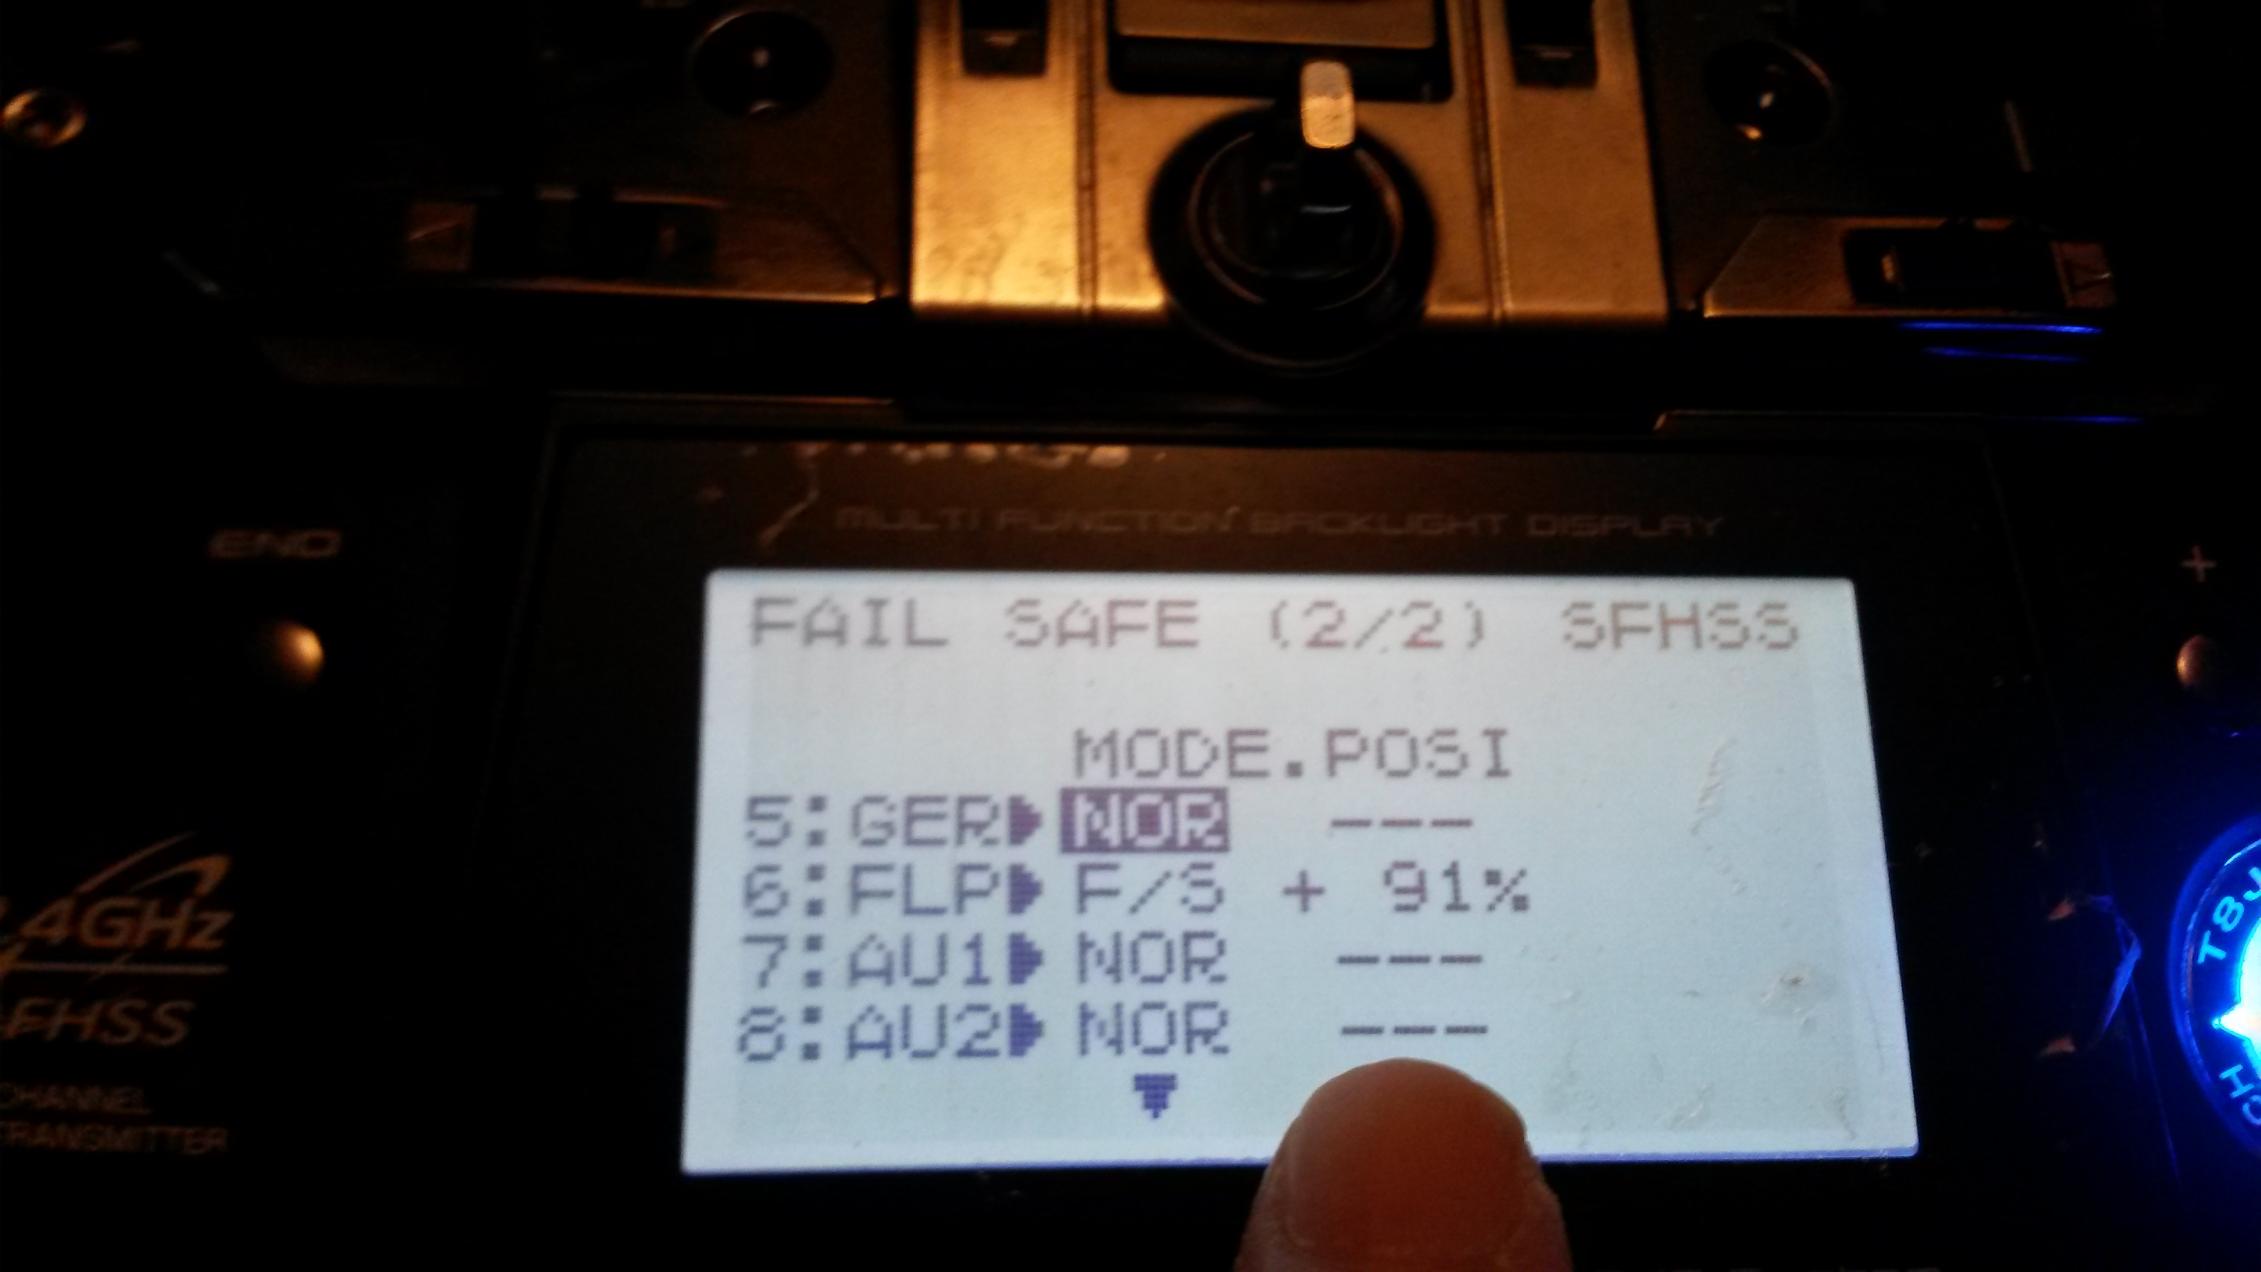 MULTI FUNCTION BACKLIGHT DISPLAY
END
+
FAIL SAFE (2/2) SFHSS
MODE.POSI
5:GER▶ NOR ---
6:FLP▶ F/S + 91%
7:AU1▶ NOR ---
8:AU2▶ NOR ---
▼
.4GHz
FHSS
CHANNEL
TRANSMITTER
T8J